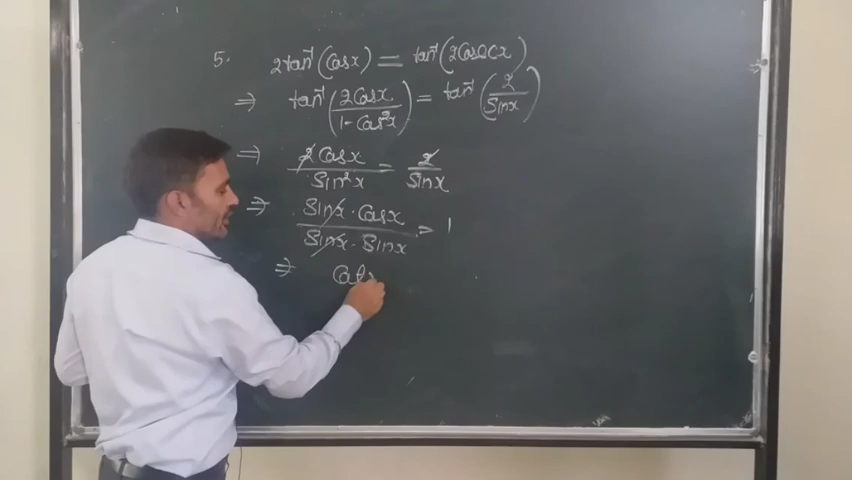 5. 2tan⁻¹(Cosx) = tan⁻¹(2Cosecx)
⇒ tan⁻¹(2Cosx/1-Cos²x) = tan⁻¹(2/Sinx)
⇒ 2Cosx/Sin²x = 2/Sinx
⇒ Sinx·Cosx/Sinx·Sinx = 1
⇒ Cotx